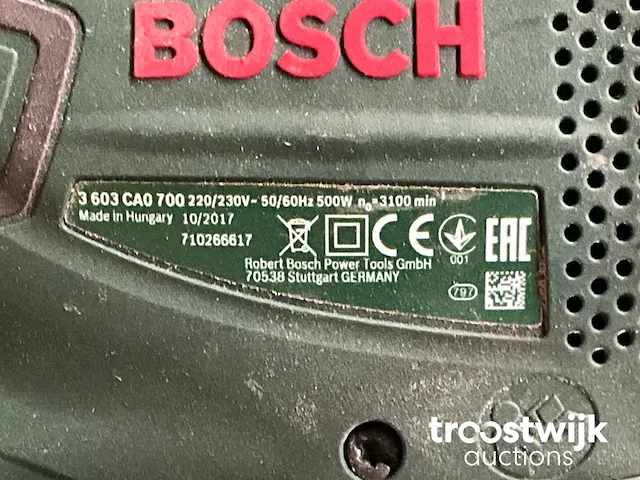 BOSCH
3 603 CA0 700 220/230V~ 50/60Hz 500W n₀=3100 min
Made in Hungary 10/2017
710266617
CE
EAC
001
Robert Bosch Power Tools GmbH
70538 Stuttgart GERMANY
797
troostwijk
auctions